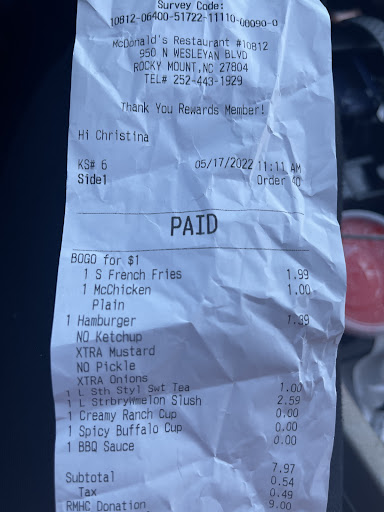 Survey Code:
10812-06400-51722-11110-00090-0
McDonald's Restaurant #10812
950 N WESLEYAN BLVD
ROCKY MOUNT,NC 27804
TEL# 252-443-1929
Thank You Rewards Member!
Hi Christina
KS# 6 05/17/2022 11:11 AM
Side1 Order 40
PAID
BOGO for $1
1 S French Fries 1.99
1 McChicken 1.00
Plain
1 Hamburger 1.39
NO Ketchup
XTRA Mustard
NO Pickle
XTRA Onions
1 L Sth Styl Swt Tea 1.00
1 L StrbryWmelon Slush 2.59
1 Creamy Ranch Cup 0.00
1 Spicy Buffalo Cup 0.00
1 BBQ Sauce 0.00
Subtotal 7.97
Tax 0.54
RMHC Donation 0.49
9.00